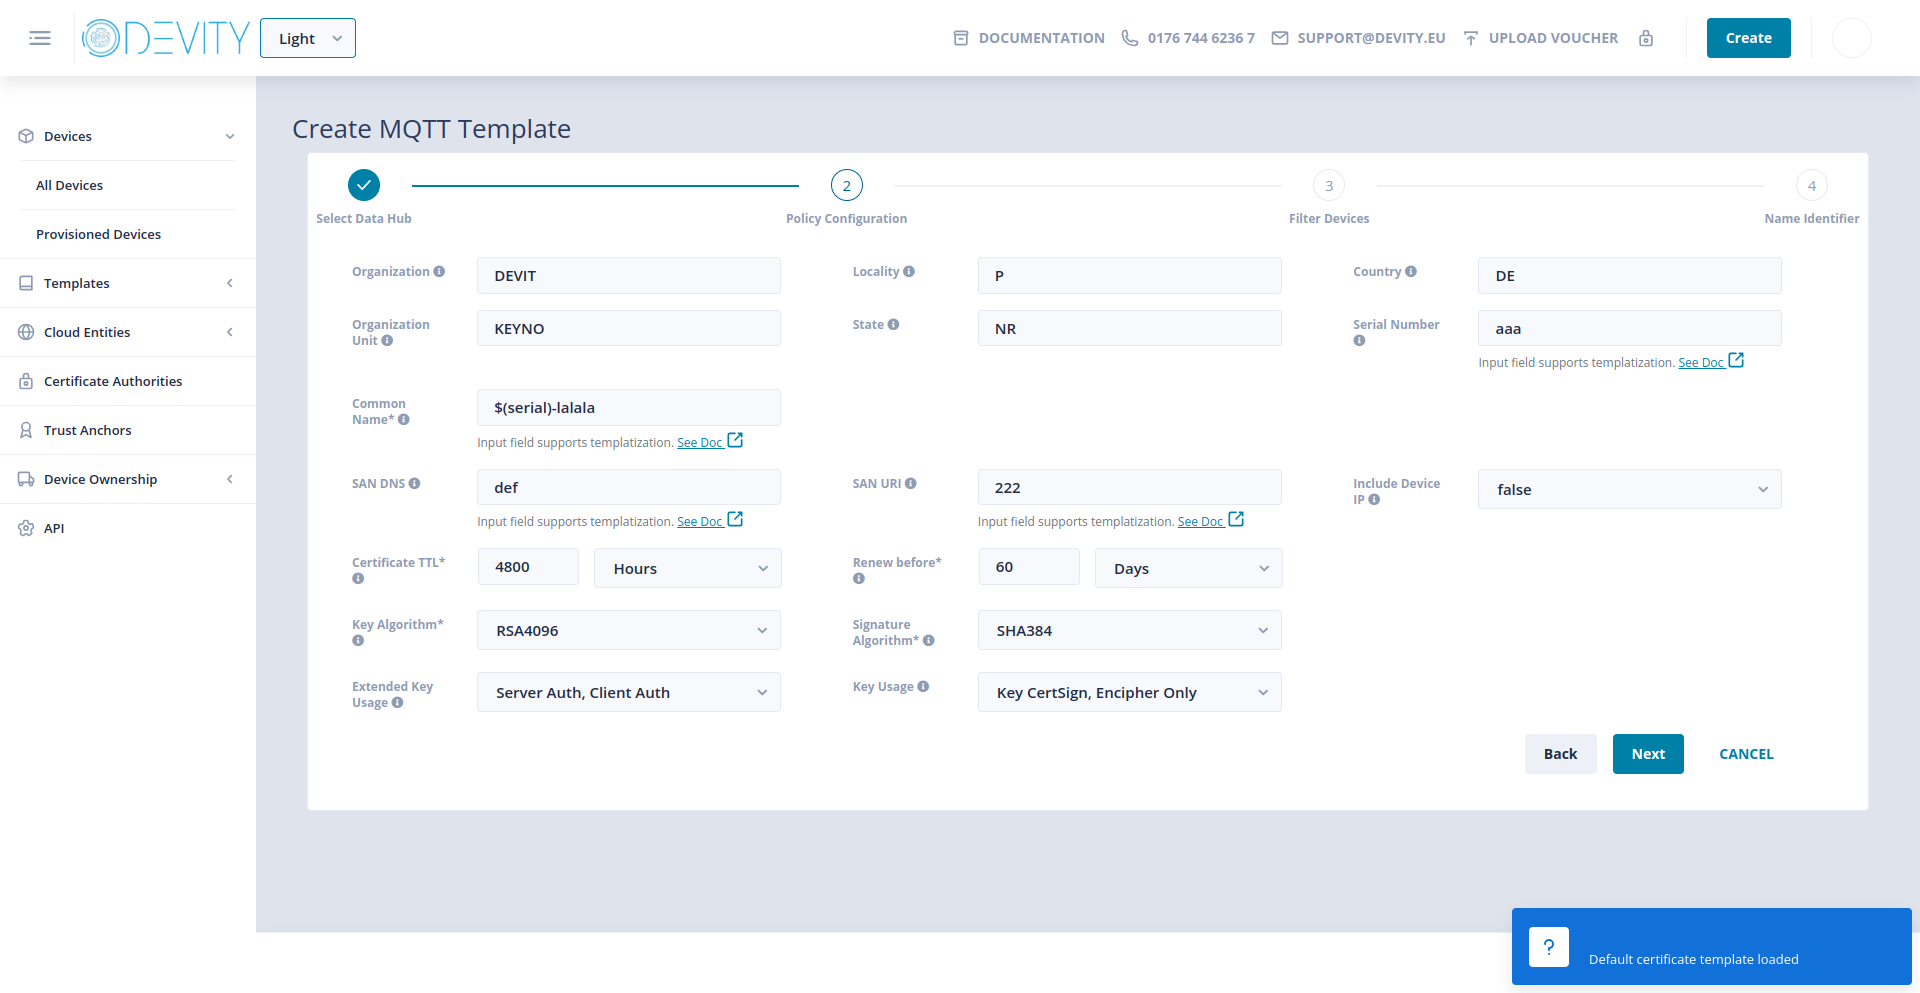 DEVITY
Light
DOCUMENTATION
0176 744 6236 7
SUPPORT@DEVITY.EU
UPLOAD VOUCHER
Create
Devices
All Devices
Provisioned Devices
Templates
Cloud Entities
Certificate Authorities
Trust Anchors
Device Ownership
API
Create MQTT Template
2
3
4
Select Data Hub
Policy Configuration
Filter Devices
Name Identifier
Organization
DEVIT
Locality
P
Country
DE
Organization
Unit
KEYNO
State
NR
Serial Number
aaa
Input field supports templatization. See Doc
Common
Name*
$(serial)-lalala
Input field supports templatization. See Doc
SAN DNS
def
Input field supports templatization. See Doc
SAN URI
222
Input field supports templatization. See Doc
Include Device
IP
false
Certificate TTL*
4800
Hours
Renew before*
60
Days
Key Algorithm*
RSA4096
Signature
Algorithm*
SHA384
Extended Key
Usage
Server Auth, Client Auth
Key Usage
Key CertSign, Encipher Only
Back
Next
CANCEL
?
Default certificate template loaded